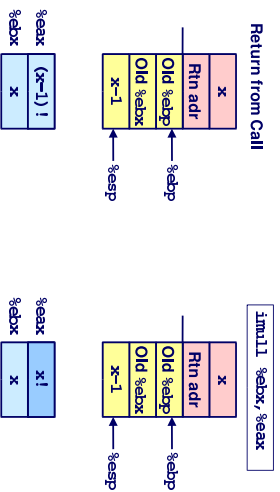 Return from Call
x
Rtn adr
Old %ebp
Old %ebx
x-1
%ebp
%esp
%eax
(x-1)!
%ebx
x
imull %ebx,%eax
x
Rtn adr
Old %ebp
Old %ebx
x-1
%ebp
%esp
%eax
x!
%ebx
x